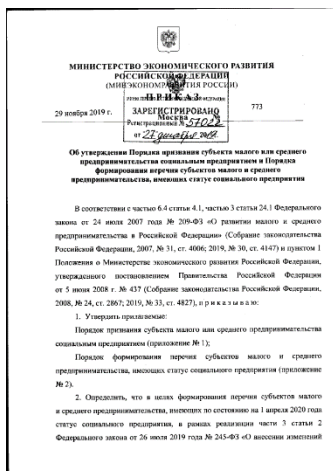 МИНИСТЕРСТВО ЭКОНОМИЧЕСКОГО РАЗВИТИЯ
РОССИЙСКОЙ ФЕДЕРАЦИИ
(МИНЭКОНОМРАЗВИТИЯ РОССИИ)
П Р И К А З
ЗАРЕГИСТРИРОВАНО
29 ноября 2019 г.
Москва
773
Регистрационный № 57022
от 27 декабря 2019
Об утверждении Порядка признания субъекта малого или среднего
предпринимательства социальным предприятием и Порядка
формирования перечня субъектов малого и среднего
предпринимательства, имеющих статус социального предприятия
В соответствии с частью 6.4 статьи 4.1, частью 3 статьи 24.1 Федерального
закона от 24 июля 2007 года № 209-ФЗ «О развитии малого и среднего
предпринимательства в Российской Федерации» (Собрание законодательства
Российской Федерации, 2007, № 31, ст. 4006; 2019, № 30, ст. 4147) и пунктом 1
Положения о Министерстве экономического развития Российской Федерации,
утвержденного постановлением Правительства Российской Федерации
от 5 июня 2008 г. № 437 (Собрание законодательства Российской Федерации,
2008, № 24, ст. 2867; 2019, № 33, ст. 4827), п р и к а з ы в а ю:
1. Утвердить прилагаемые:
Порядок признания субъекта малого или среднего предпринимательства
социальным предприятием (приложение № 1);
Порядок формирования перечня субъектов малого и среднего
предпринимательства, имеющих статус социального предприятия (приложение
№ 2).
2. Определить, что в целях формирования перечня субъектов малого
и среднего предпринимательства, имеющих по состоянию на 1 апреля 2020 года
статус социального предприятия, в рамках реализации части 3 статьи 2
Федерального закона от 26 июля 2019 года № 245-ФЗ «О внесении изменений